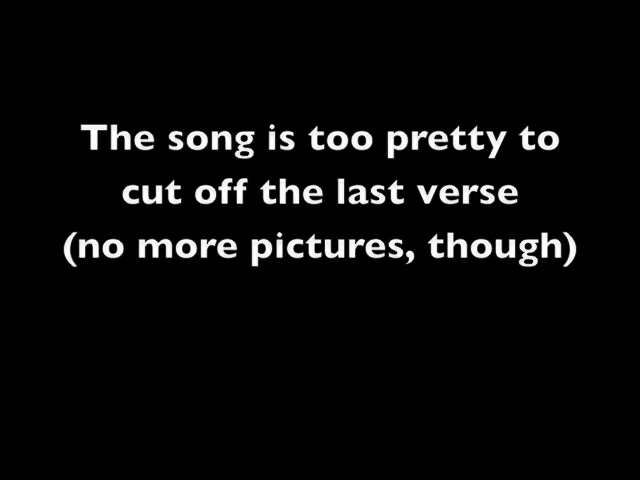 The song is too pretty to
cut off the last verse
(no more pictures, though)